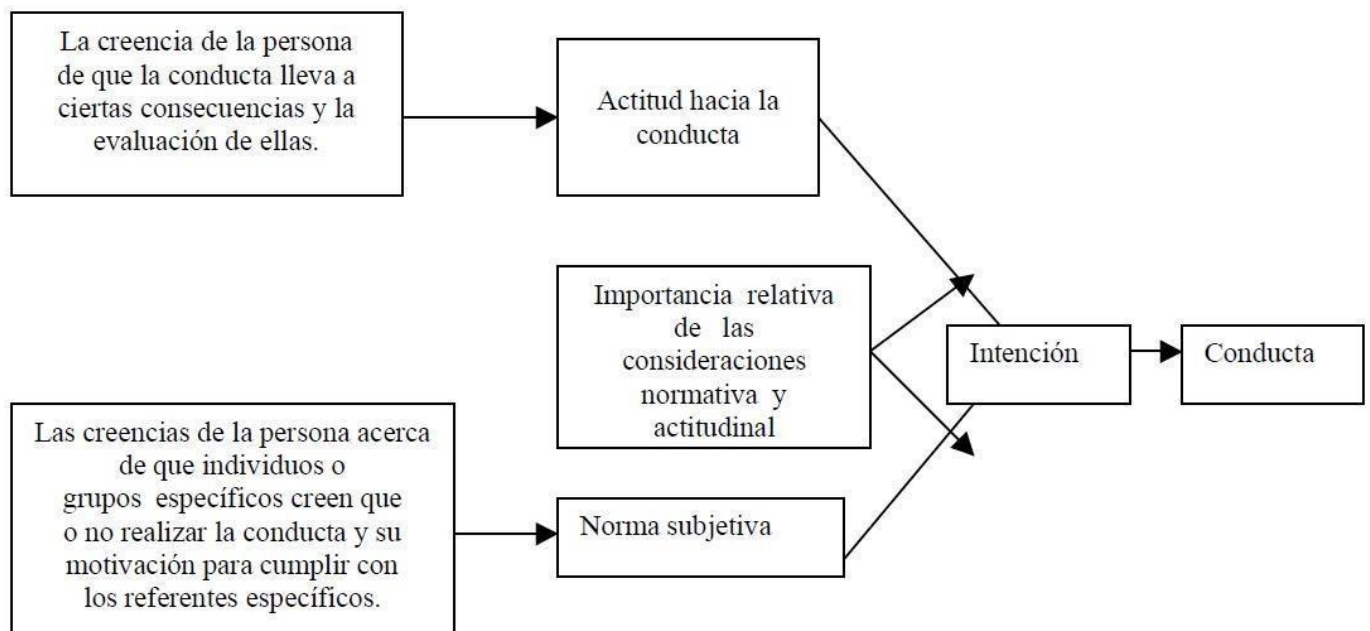 La creencia de la persona
de que la conducta lleva a
ciertas consecuencias y la
evaluación de ellas.
Actitud hacia la
conducta
Importancia relativa
de las
consideraciones
normativa y
actitudinal
Intención
Conducta
Las creencias de la persona acerca
de que individuos o
grupos específicos creen que
o no realizar la conducta y su
motivación para cumplir con
los referentes específicos.
Norma subjetiva